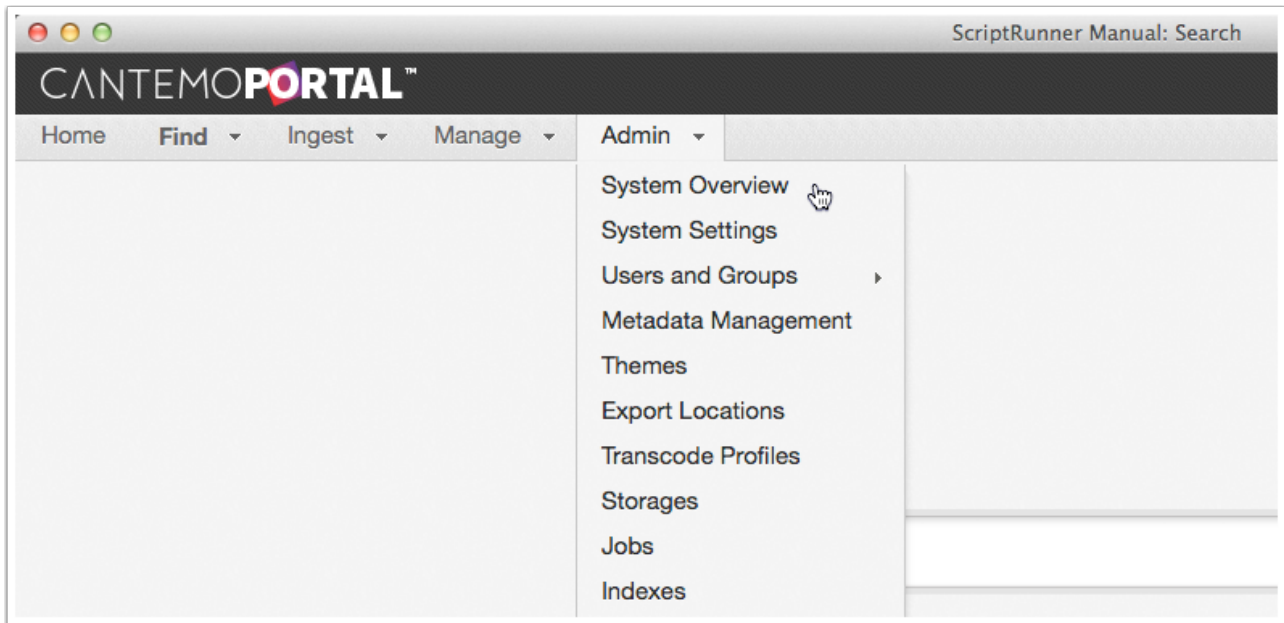 ScriptRunner Manual: Search
CANTEMOPORTAL™
Home Find Ingest Manage Admin
System Overview
System Settings
Users and Groups
Metadata Management
Themes
Export Locations
Transcode Profiles
Storages
Jobs
Indexes